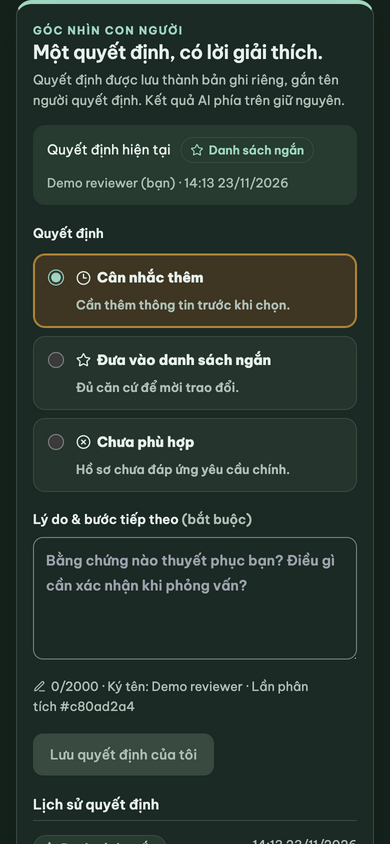 GÓC NHÌN CON NGƯỜI
Một quyết định, có lời giải thích.
Quyết định được lưu thành bản ghi riêng, gắn tên
người quyết định. Kết quả AI phía trên giữ nguyên.
Quyết định hiện tại
Danh sách ngắn
Demo reviewer (bạn) · 14:13 23/11/2026
Quyết định
Cân nhắc thêm
Cần thêm thông tin trước khi chọn.
Đưa vào danh sách ngắn
Đủ căn cứ để mời trao đổi.
Chưa phù hợp
Hồ sơ chưa đáp ứng yêu cầu chính.
Lý do & bước tiếp theo (bắt buộc)
Bằng chứng nào thuyết phục bạn? Điều gì
cần xác nhận khi phỏng vấn?
0/2000 · Ký tên: Demo reviewer · Lần phân
tích #c80ad2a4
Lưu quyết định của tôi
Lịch sử quyết định
14:13 23/11/2026